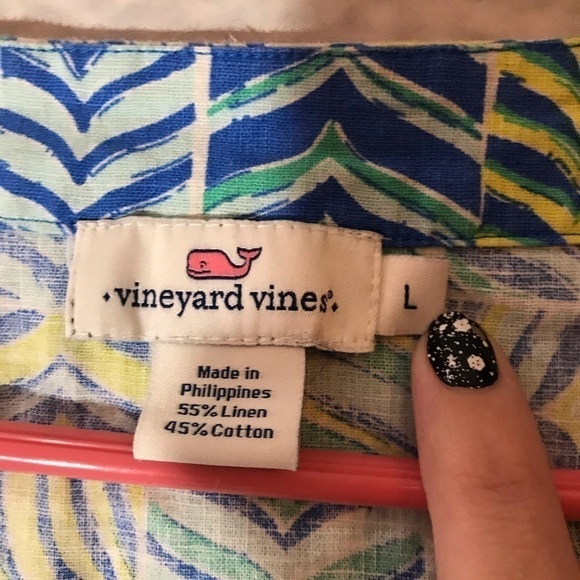 vineyard vines®
L
Made in
Philippines
55% Linen
45% Cotton